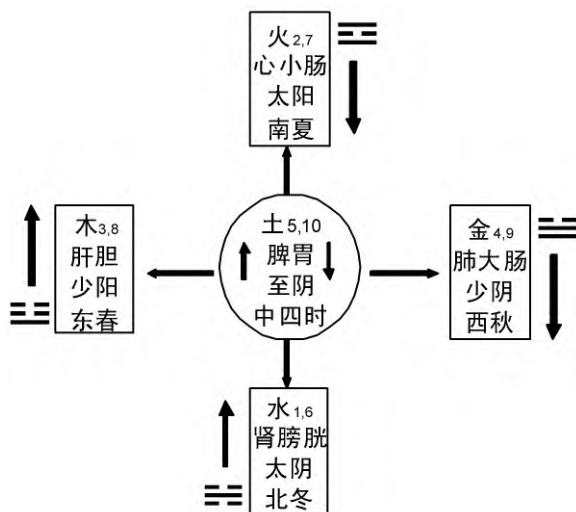 火2,7
心小肠
太阳
南夏
木3,8
肝胆
少阳
东春
土5,10
脾胃
至阴
中四时
金4,9
肺大肠
少阴
西秋
水1,6
肾膀胱
太阴
北冬